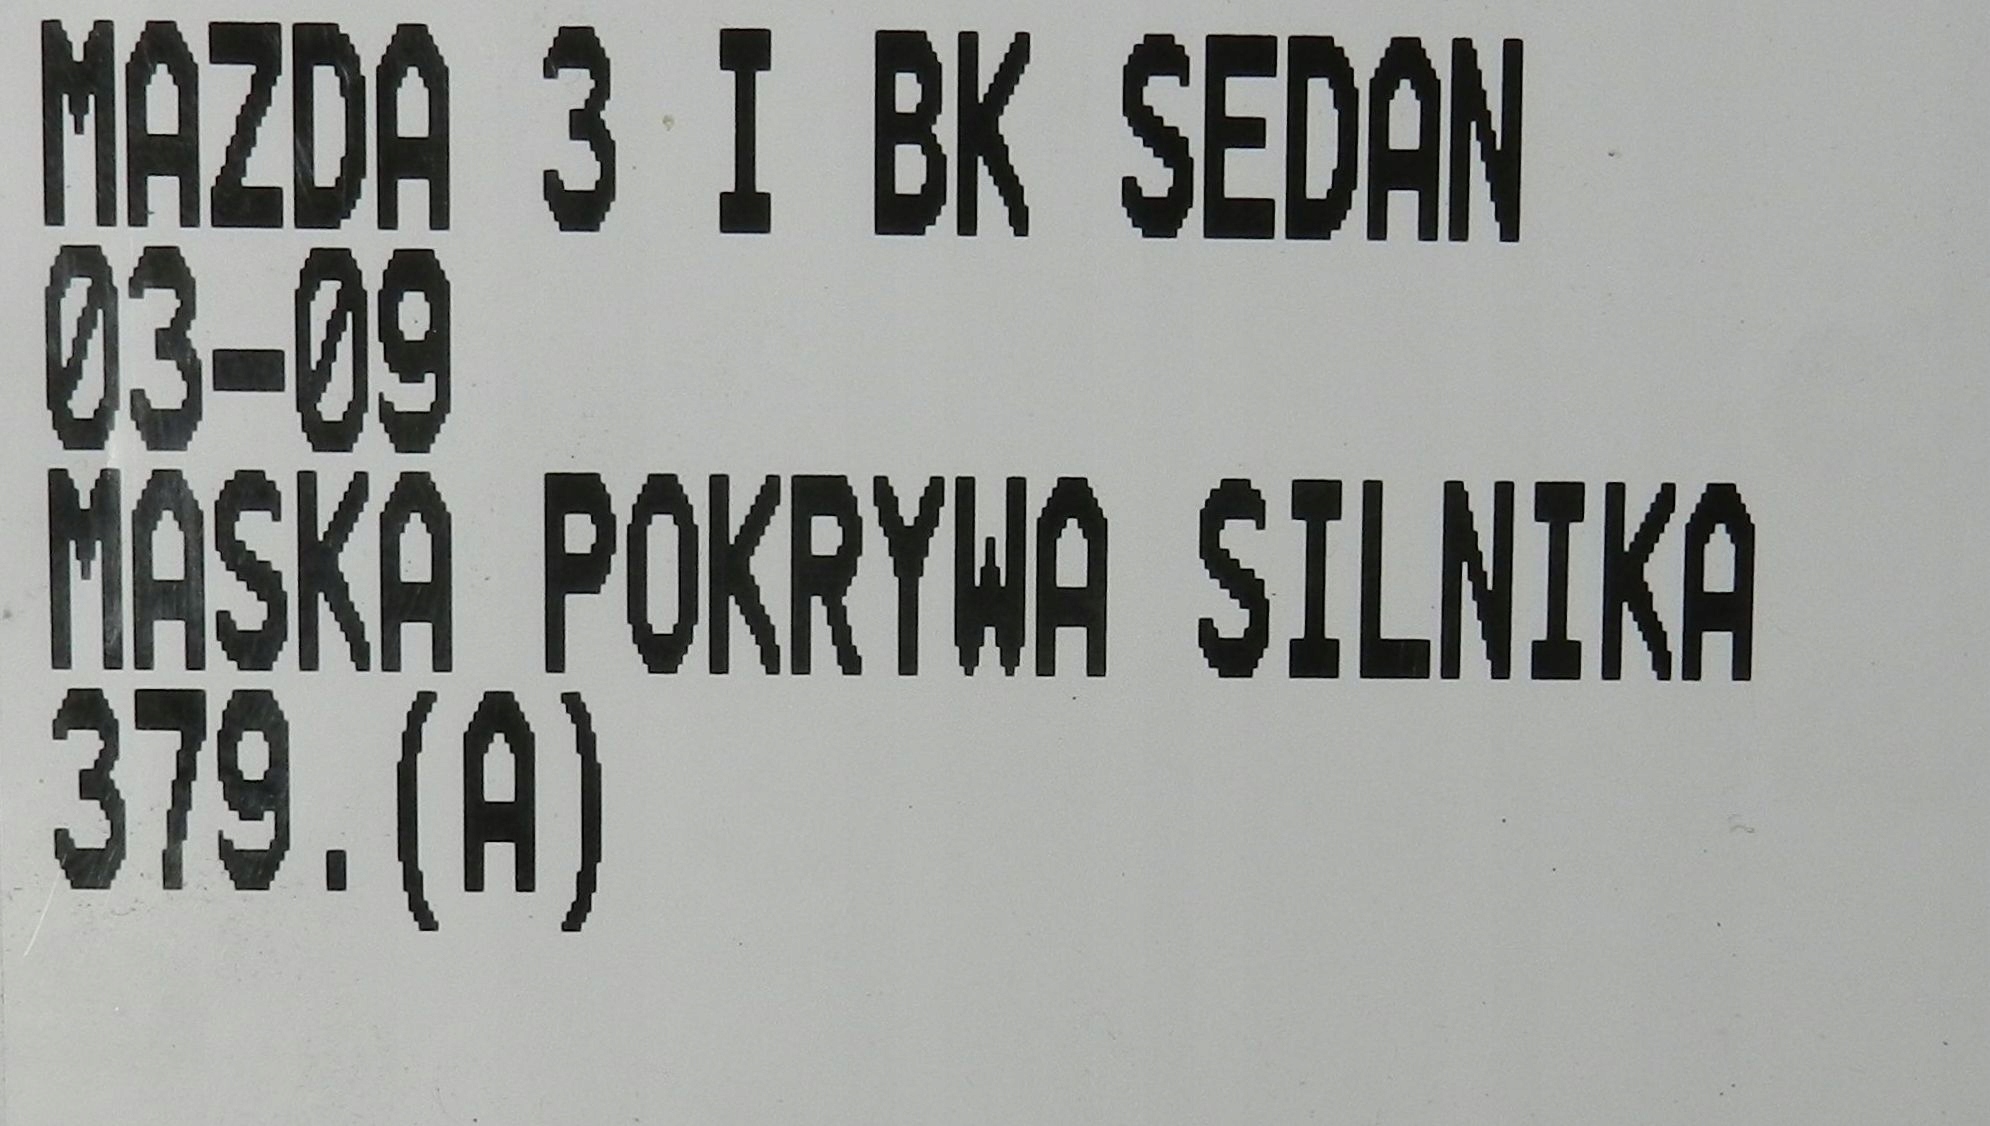 MAZDA 3 I BK SEDAN
03-09
MASKA POKRYWA SILNIKA
379.(A)